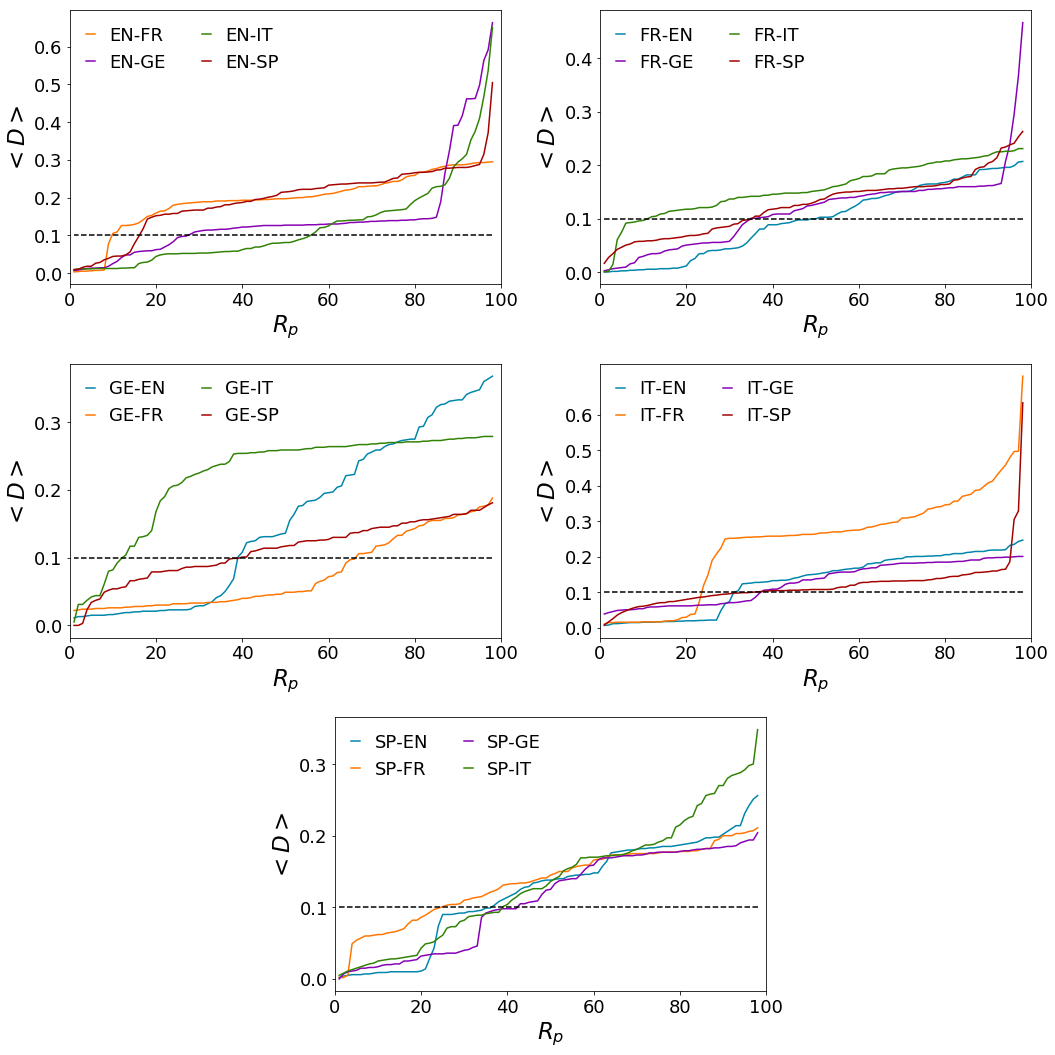 EN-FR EN-IT
EN-GE EN-SP
0.6
0.5
0.4
0.3
0.2
0.1
0.0
< D >
0 20 40 60 80 100
R_p
FR-EN FR-IT
FR-GE FR-SP
0.4
0.3
0.2
0.1
0.0
< D >
0 20 40 60 80 100
R_p
GE-EN GE-IT
GE-FR GE-SP
0.3
0.2
0.1
0.0
< D >
0 20 40 60 80 100
R_p
IT-EN IT-GE
IT-FR IT-SP
0.6
0.5
0.4
0.3
0.2
0.1
0.0
< D >
0 20 40 60 80 100
R_p
SP-EN SP-GE
SP-FR SP-IT
0.3
0.2
0.1
0.0
< D >
0 20 40 60 80 100
R_p